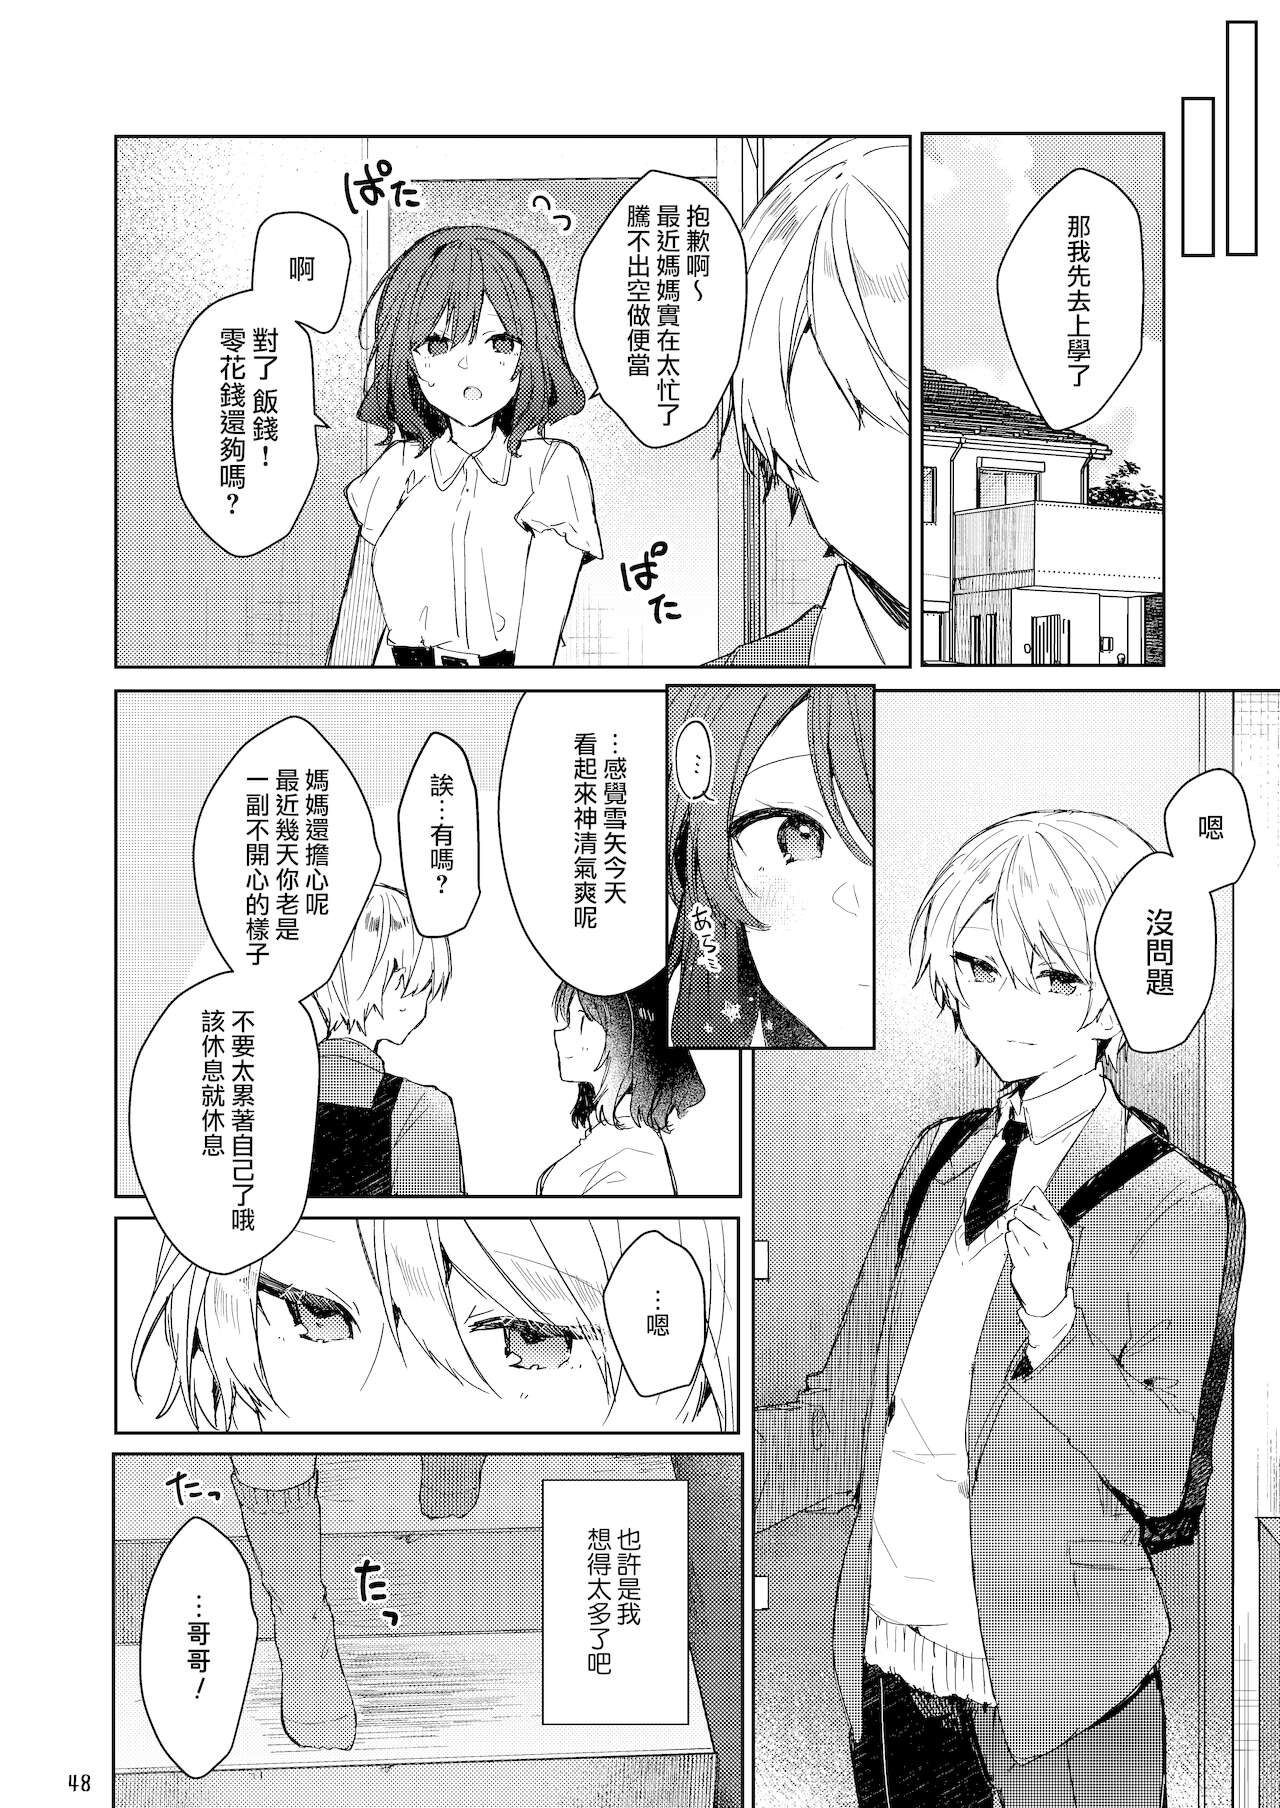 那我先去上學了
抱歉啊～
最近媽媽實在太忙了
騰不出空做便當
ぱた
ぱた
啊
對了飯錢！
零花錢還夠嗎？
嗯
沒問題
…
あら
…感覺雪矢今天
看起來神清氣爽呢
誒…有嗎？
媽媽還擔心呢
最近幾天你老是
一副不開心的樣子
不要太累著自己了哦
該休息就休息
…嗯
也許是我
想得太多了吧
たっ
たっ
…哥哥！
48